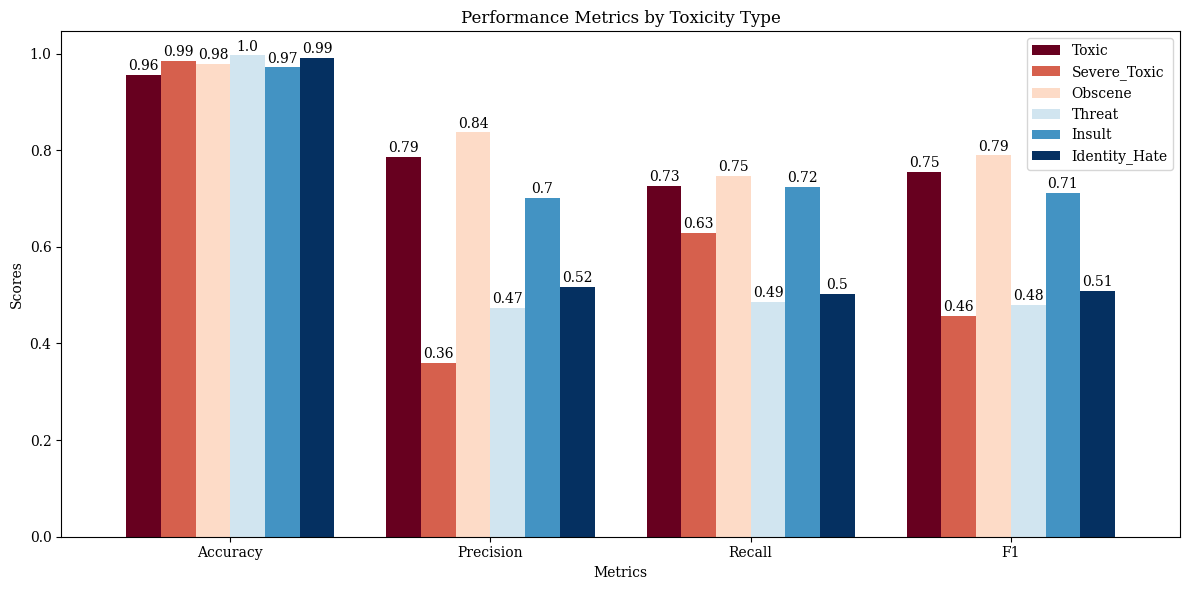 Performance Metrics by Toxicity Type
Toxic
Severe_Toxic
Obscene
Threat
Insult
Identity_Hate
Scores
1.0
0.8
0.6
0.4
0.2
0.0
0.96
0.99
0.98
1.0
0.97
0.99
0.79
0.36
0.84
0.47
0.7
0.52
0.73
0.63
0.75
0.49
0.72
0.5
0.75
0.46
0.79
0.48
0.71
0.51
Accuracy
Precision
Recall
F1
Metrics